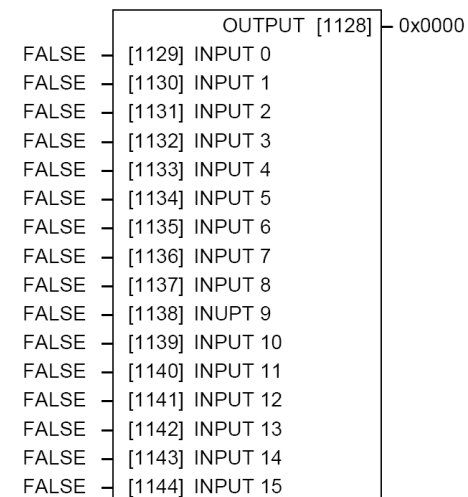 OUTPUT [1128] 0x0000
FALSE [1129] INPUT 0
FALSE [1130] INPUT 1
FALSE [1131] INPUT 2
FALSE [1132] INPUT 3
FALSE [1133] INPUT 4
FALSE [1134] INPUT 5
FALSE [1135] INPUT 6
FALSE [1136] INPUT 7
FALSE [1137] INPUT 8
FALSE [1138] INUPT 9
FALSE [1139] INPUT 10
FALSE [1140] INPUT 11
FALSE [1141] INPUT 12
FALSE [1142] INPUT 13
FALSE [1143] INPUT 14
FALSE [1144] INPUT 15